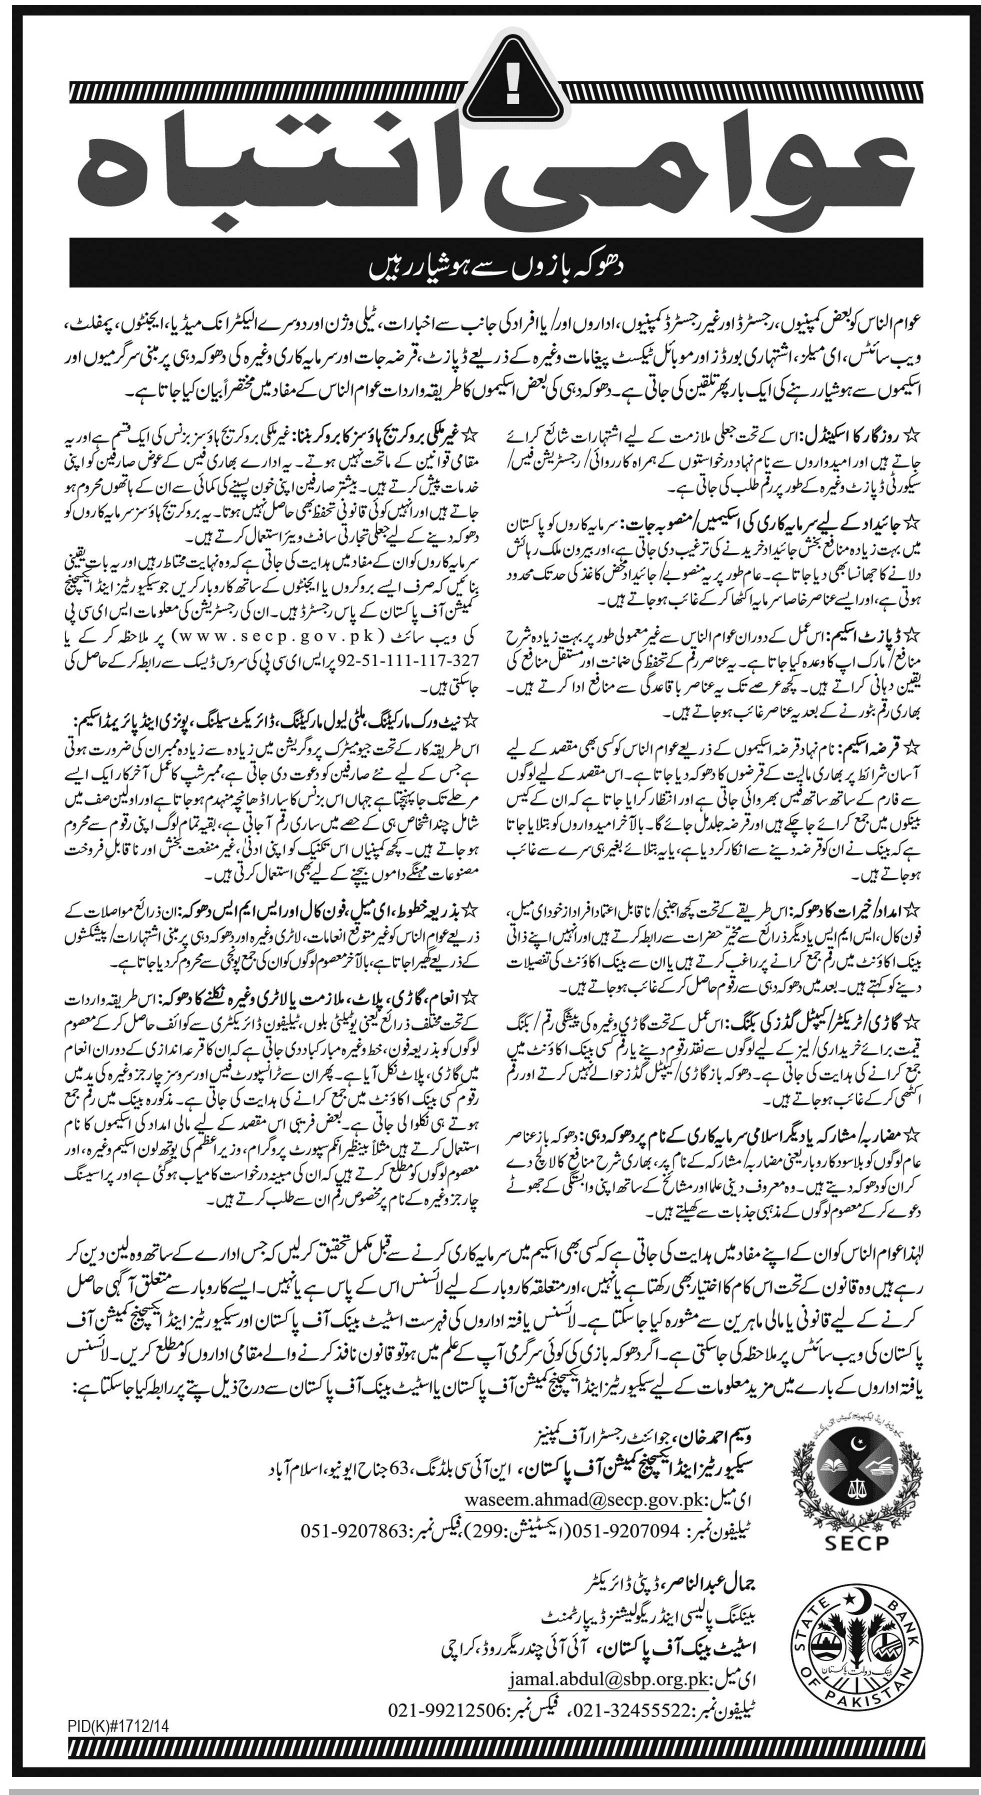 عوامی انتباہ
دھوکہ بازوں سے ہوشیار رہیں
عوام الناس کو بعض کمپنیوں، رجسٹرڈ اور غیر رجسٹرڈ کمپنیوں، اداروں اور/ یا افراد کی جانب سے اخبارات، ٹیلی وژن اور دوسرے الیکٹرانک میڈیا، ایجنٹوں، پمفلٹ،
ویب سائٹس، ای میلز، اشتہاری بورڈز اور موبائل ٹیکسٹ پیغامات وغیرہ کے ذریعے ڈپازٹ، قرضہ جات اور سرمایہ کاری وغیرہ کی دھوکہ دہی پر مبنی سرگرمیوں اور
اسکیموں سے ہوشیار رہنے کی ایک بار پھر تلقین کی جاتی ہے۔ دھوکہ دہی کی بعض اسکیموں کا طریقہ واردات عوام الناس کے مفاد میں مختصراً بیان کیا جاتا ہے۔
☆ روزگار کا اسکینڈل: اس کے تحت جعلی ملازمت کے لیے اشتہارات شائع کرائے
جاتے ہیں اور امیدواروں سے نام نہاد درخواستوں کے ہمراہ کارروائی/ رجسٹریشن فیس/
سیکورٹی ڈپازٹ وغیرہ کے طور پر رقم طلب کی جاتی ہے۔
☆ جائیداد کے لیے سرمایہ کاری کی اسکیمیں/منصوبہ جات: سرمایہ کاروں کو پاکستان
میں بہت زیادہ منافع بخش جائیداد خریدنے کی ترغیب دی جاتی ہے، اور بیرون ملک رہائش
دلانے کا جھانسا بھی دیا جاتا ہے۔ عام طور پر یہ منصوبے/ جائیداد محض کاغذ کی حد تک محدود
ہوتی ہے، اور ایسے عناصر خاصا سرمایہ اکٹھا کر کے غائب ہو جاتے ہیں۔
☆ ڈپازٹ اسکیم: اس عمل کے دوران عوام الناس سے غیر معمولی طور پر بہت زیادہ شرح
منافع/ مارک اپ کا وعدہ کیا جاتا ہے۔ یہ عناصر رقم کے تحفظ کی ضمانت اور مستقل منافع کی
یقین دہانی کراتے ہیں۔ کچھ عرصے تک یہ عناصر باقاعدگی سے منافع ادا کرتے ہیں۔
بھاری رقم بٹورنے کے بعد یہ عناصر غائب ہو جاتے ہیں۔
☆ قرضہ اسکیم: نام نہاد قرضہ اسکیموں کے ذریعے عوام الناس کو کسی بھی مقصد کے لیے
آسان شرائط پر بھاری مالیت کے قرضوں کا دھوکہ دیا جاتا ہے۔ اس مقصد کے لیے لوگوں
سے فارم کے ساتھ ساتھ فیس بھروائی جاتی ہے اور انتظار کرایا جاتا ہے کہ ان کے کیس
بینکوں میں جمع کرائے جا چکے ہیں اور قرضہ جلد مل جائے گا۔ بالآخر امیدواروں کو بتلایا جاتا
ہے کہ بینک نے ان کو قرضہ دینے سے انکار کر دیا ہے، یا یہ بتلائے بغیر ہی سرے سے غائب
ہو جاتے ہیں۔
☆ امداد/ خیرات کا دھوکہ: اس طریقے کے تحت کچھ اجنبی/ ناقابل اعتماد افراد از خود ای میل،
فون کال، ایس ایم ایس یا دیگر ذرائع سے مخیر حضرات سے رابطہ کرتے ہیں اور انہیں اپنے ذاتی
بینک اکاؤنٹ میں رقم جمع کرانے پر راغب کرتے ہیں یا ان سے بینک اکاؤنٹ کی تفصیلات
دینے کو کہتے ہیں۔ بعد میں دھوکہ دہی سے رقوم حاصل کر کے غائب ہو جاتے ہیں۔
☆ گاڑی/ ٹریکٹر/ کیپیٹل گڈز کی بکنگ: اس عمل کے تحت گاڑی وغیرہ کی پیشگی رقم/ بکنگ
قیمت برائے خریداری/ لیز کے لیے لوگوں سے نقد رقوم دینے یا رقم کسی بینک اکاؤنٹ میں
جمع کرانے کی ہدایت کی جاتی ہے۔ دھوکہ باز گاڑی/ کیپیٹل گڈز حوالے نہیں کرتے اور رقم
اکٹھی کر کے غائب ہو جاتے ہیں۔
☆ مضاربہ/ مشارکہ یا دیگر اسلامی سرمایہ کاری کے نام پر دھوکہ دہی: دھوکہ باز عناصر
عام لوگوں کو بلاسود کاروبار یعنی مضاربہ/ مشارکہ کے نام پر، بھاری شرح منافع کا لالچ دے
کر ان کو دھوکہ دیتے ہیں۔ وہ معروف دینی علما اور مشائخ کے ساتھ اپنی وابستگی کے جھوٹے
دعوے کر کے معصوم لوگوں کے مذہبی جذبات سے کھیلتے ہیں۔
☆ غیر ملکی بروکریج ہاؤسز کا بروکر بننا: غیر ملکی بروکریج ہاؤسز بزنس کی ایک قسم ہے اور یہ
مقامی قوانین کے ماتحت نہیں ہوتے۔ یہ ادارے بھاری فیس کے عوض صارفین کو اپنی
خدمات پیش کرتے ہیں۔ بیشتر صارفین اپنی خون پسینے کی کمائی سے ان کے ہاتھوں محروم ہو
جاتے ہیں اور انہیں کوئی قانونی تحفظ بھی حاصل نہیں ہوتا۔ یہ بروکریج ہاؤسز سرمایہ کاروں کو
دھوکہ دینے کے لیے جعلی تجارتی سافٹ ویئر استعمال کرتے ہیں۔
سرمایہ کاروں کو ان کے مفاد میں ہدایت کی جاتی ہے کہ وہ نہایت محتاط رہیں اور یہ بات یقینی
بنائیں کہ صرف ایسے بروکروں یا ایجنٹوں کے ساتھ کاروبار کریں جو سیکیورٹیز اینڈ ایکسچینج
کمیشن آف پاکستان کے پاس رجسٹرڈ ہیں۔ ان کی رجسٹریشن کی معلومات ایس ای سی پی
کی ویب سائٹ (www.secp.gov.pk) پر ملاحظہ کر کے یا
92-51-111-117-327 پر ایس ای سی پی کی سروس ڈیسک سے رابطہ کر کے حاصل کی
جاسکتی ہیں۔
☆ نیٹ ورک مارکیٹنگ، ملٹی لیول مارکیٹنگ، ڈائریکٹ سیلنگ، پونزی اینڈ پائریمڈ اسکیم:
اس طریقہ کار کے تحت جیومیٹرک پروگریشن میں زیادہ سے زیادہ ممبران کی ضرورت ہوتی
ہے جس کے لیے نئے صارفین کو دعوت دی جاتی ہے، ممبرشپ کا عمل آخر کار ایک ایسے
مرحلے تک جا پہنچتا ہے جہاں اس بزنس کا سارا ڈھانچہ منہدم ہو جاتا ہے اور اولین صف میں
شامل چند اشخاص ہی کے حصے میں ساری رقم آ جاتی ہے، بقیہ تمام لوگ اپنی رقوم سے محروم
ہو جاتے ہیں۔ کچھ کمپنیاں اس تکنیک کو اپنی ادنیٰ، غیر منفعت بخش اور ناقابل فروخت
مصنوعات مہنگے داموں بیچنے کے لیے بھی استعمال کرتی ہیں۔
☆ بذریعہ خطوط، ای میل، فون کال اور ایس ایم ایس دھوکہ: ان ذرائع مواصلات کے
ذریعے عوام الناس کو غیر متوقع انعامات، لاٹری وغیرہ اور دھوکہ دہی پر مبنی اشتہارات/ پیشکشوں
کے ذریعے گھیرا جاتا ہے، بالآخر معصوم لوگوں کو ان کی جمع پونجی سے محروم کر دیا جاتا ہے۔
☆ انعام، گاڑی، پلاٹ، ملازمت یا لاٹری وغیرہ نکلنے کا دھوکہ: اس طریقہ واردات
کے تحت مختلف ذرائع یعنی یوٹیلٹی بلوں، ٹیلیفون ڈائریکٹری سے کوائف حاصل کر کے معصوم
لوگوں کو بذریعہ فون، خط وغیرہ مبارکباد دی جاتی ہے کہ ان کا قرعہ اندازی کے دوران انعام
میں گاڑی، پلاٹ نکل آیا ہے۔ پھر ان سے ٹرانسپورٹ فیس اور سروسز چارجز وغیرہ کی مد میں
رقوم کسی بینک اکاؤنٹ میں جمع کرانے کی ہدایت کی جاتی ہے۔ مذکورہ بینک میں رقم جمع
ہوتے ہی نکلوا لی جاتی ہے۔ بعض فریبی اس مقصد کے لیے مالی امداد کی اسکیموں کا نام
استعمال کرتے ہیں مثلاً بینظیر انکم سپورٹ پروگرام، وزیر اعظم کی یوتھ لون اسکیم وغیرہ، اور
معصوم لوگوں کو مطلع کرتے ہیں کہ ان کی مبینہ درخواست کامیاب ہوگئی ہے اور پراسیسنگ
چارجز وغیرہ کے نام پر مخصوص رقم ان سے طلب کرتے ہیں۔
لہٰذا عوام الناس کو ان کے اپنے مفاد میں ہدایت کی جاتی ہے کہ کسی بھی اسکیم میں سرمایہ کاری کرنے سے قبل مکمل تحقیق کر لیں کہ جس ادارے کے ساتھ وہ لین دین کر
رہے ہیں وہ قانون کے تحت اس کام کا اختیار بھی رکھتا ہے یا نہیں، اور متعلقہ کاروبار کے لیے لائسنس اس کے پاس ہے یا نہیں۔ ایسے کاروبار سے متعلق آگہی حاصل
کرنے کے لیے قانونی یا مالی ماہرین سے مشورہ کیا جاسکتا ہے۔ لائسنس یافتہ اداروں کی فہرست اسٹیٹ بینک آف پاکستان اور سیکیورٹیز اینڈ ایکسچینج کمیشن آف
پاکستان کی ویب سائٹس پر ملاحظہ کی جاسکتی ہے۔ اگر دھوکہ بازی کی کوئی سرگرمی آپ کے علم میں ہو تو قانون نافذ کرنے والے مقامی اداروں کو مطلع کریں۔ لائسنس
یافتہ اداروں کے بارے میں مزید معلومات کے لیے سیکیورٹیز اینڈ ایکسچینج کمیشن آف پاکستان یا اسٹیٹ بینک آف پاکستان سے درج ذیل پتے پر رابطہ کیا جاسکتا ہے:
وسیم احمد خان، جوائنٹ رجسٹرار آف کمپنیز
سیکیورٹیز اینڈ ایکسچینج کمیشن آف پاکستان، این آئی سی بلڈنگ، 63 جناح ایونیو، اسلام آباد
ای میل: waseem.ahmad@secp.gov.pk
ٹیلیفون نمبر: 051-9207094 (ایکسٹینشن: 299)، فیکس نمبر: 051-9207863
SECP
جمال عبدالناصر، ڈپٹی ڈائریکٹر
بینکنگ پالیسی اینڈ ریگولیشنز ڈیپارٹمنٹ
اسٹیٹ بینک آف پاکستان، آئی آئی چندریگر روڈ، کراچی
ای میل: jamal.abdul@sbp.org.pk
ٹیلیفون نمبر: 021-32455522، فیکس نمبر: 021-99212506
STATE BANK OF PAKISTAN
بینک دولت پاکستان
PID(K)#1712/14